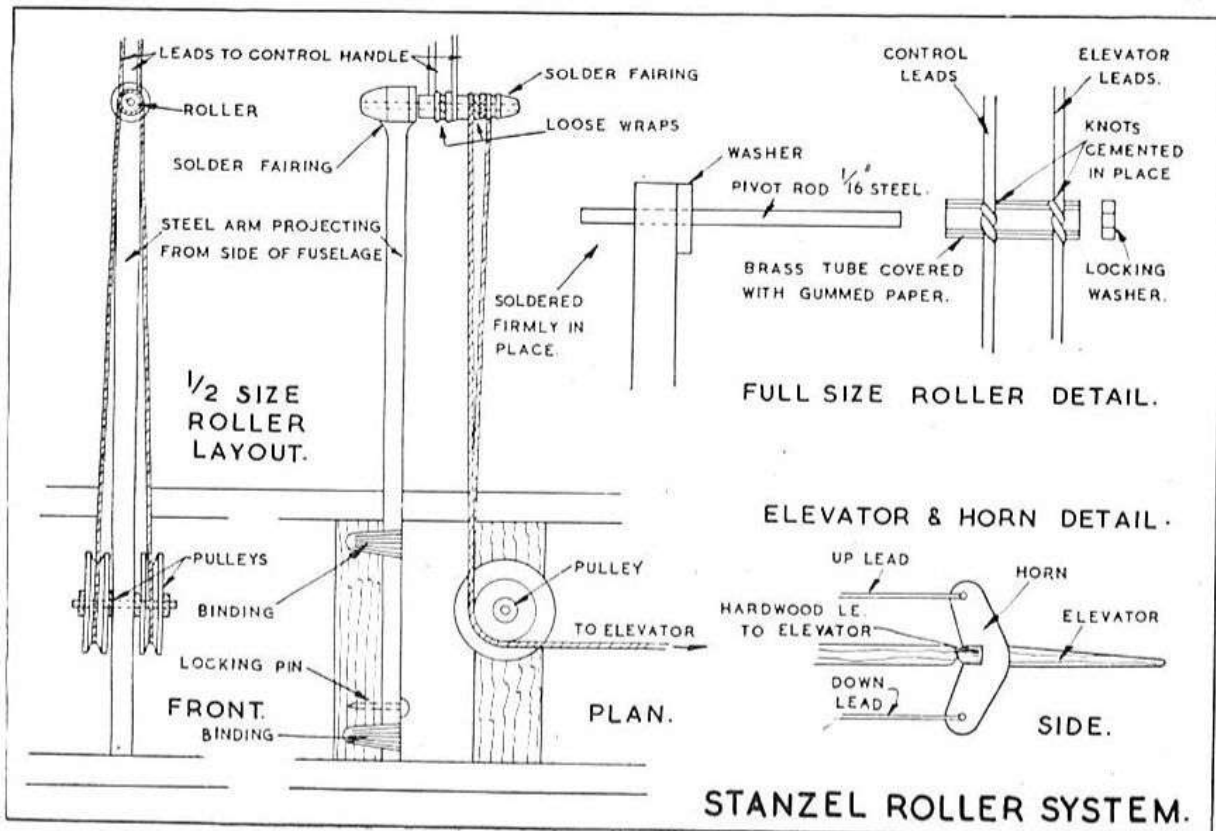 LEADS TO CONTROL HANDLE
ROLLER
SOLDER FAIRING
SOLDER FAIRING
LOOSE WRAPS
STEEL ARM PROJECTING
FROM SIDE OF FUSELAGE
1/2 SIZE
ROLLER
LAYOUT.
PULLEYS
BINDING
LOCKING PIN
FRONT.
BINDING
PULLEY
TO ELEVATOR
PLAN.
WASHER
PIVOT ROD 1/16" STEEL.
SOLDERED
FIRMLY IN
PLACE.
CONTROL
LEADS
ELEVATOR
LEADS.
KNOTS
CEMENTED
IN PLACE
BRASS TUBE COVERED
WITH GUMMED PAPER.
LOCKING
WASHER.
FULL SIZE ROLLER DETAIL.
ELEVATOR & HORN DETAIL.
UP LEAD
HORN
HARDWOOD L.E.
TO ELEVATOR
ELEVATOR
DOWN
LEAD
SIDE.
STANZEL ROLLER SYSTEM.